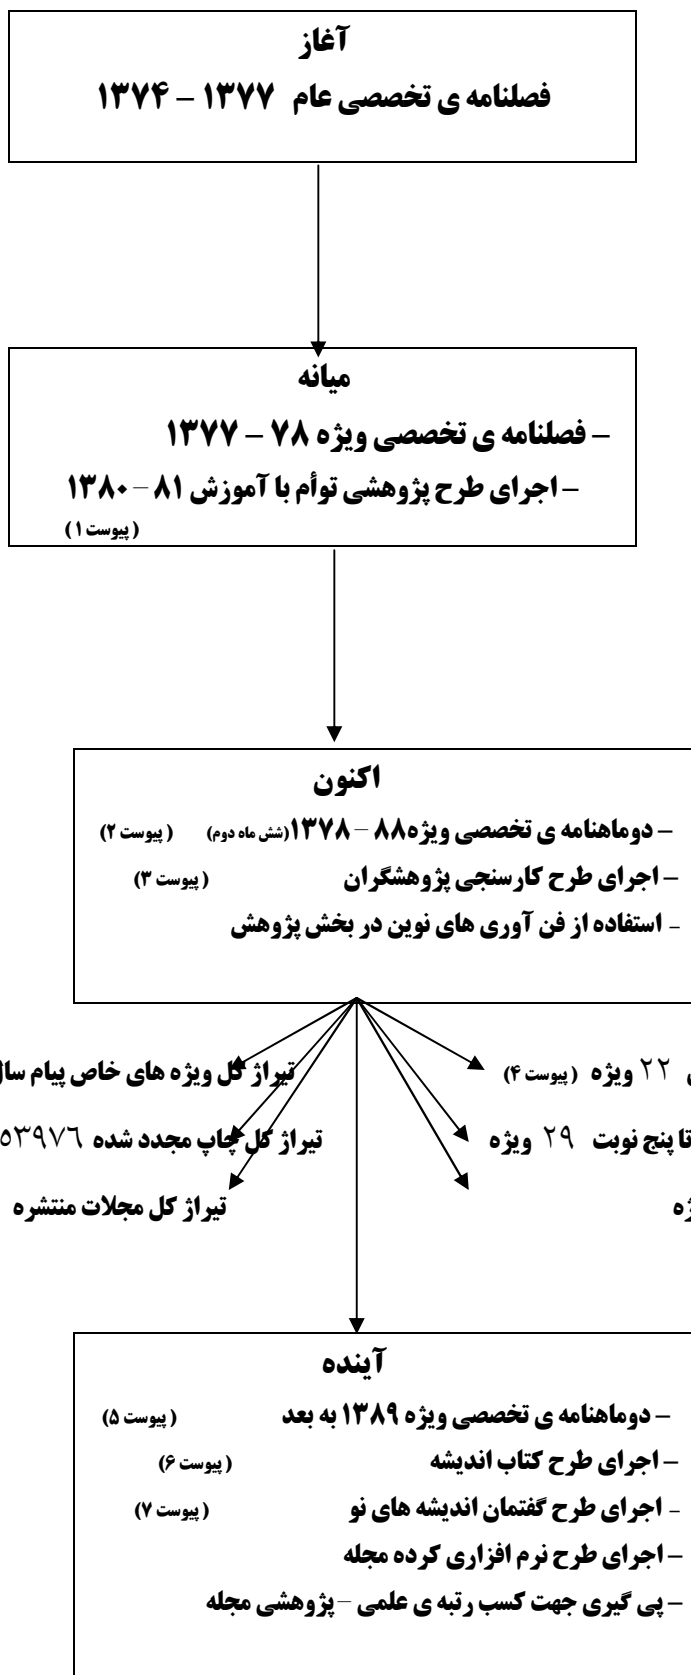 آغاز
فصلنامه ی تخصصی عام ۱۳۷۷ – ۱۳۷۴
میانه
– فصلنامه ی تخصصی ویژه ۷۸ – ۱۳۷۷
– اجرای طرح پژوهشی توأم با آموزش ۸۱ – ۱۳۸۰
(پیوست ۱)
اکنون
– دوماهنامه ی تخصصی ویژه ۸۸ – ۱۳۷۸ (شش ماه دوم) (پیوست ۲)
– اجرای طرح کارسنجی پژوهشگران (پیوست ۳)
– استفاده از فن آوری های نوین در بخش پژوهش
۲۲ ویژه (پیوست ۴)
تیراژ کل ویژه های خاص پیام
تا پنج نوبت ۲۹ ویژه
تیراژ کل چاپ مجدد شده ۵۳۹۷۶
تیراژ کل مجلات منتشره
آینده
– دوماهنامه ی تخصصی ویژه ۱۳۸۹ به بعد (پیوست ۵)
– اجرای طرح کتاب اندیشه (پیوست ۶)
– اجرای طرح گفتمان اندیشه های نو (پیوست ۷)
– اجرای طرح نرم افزاری کرده مجله
– پی گیری جهت کسب رتبه ی علمی – پژوهشی مجله